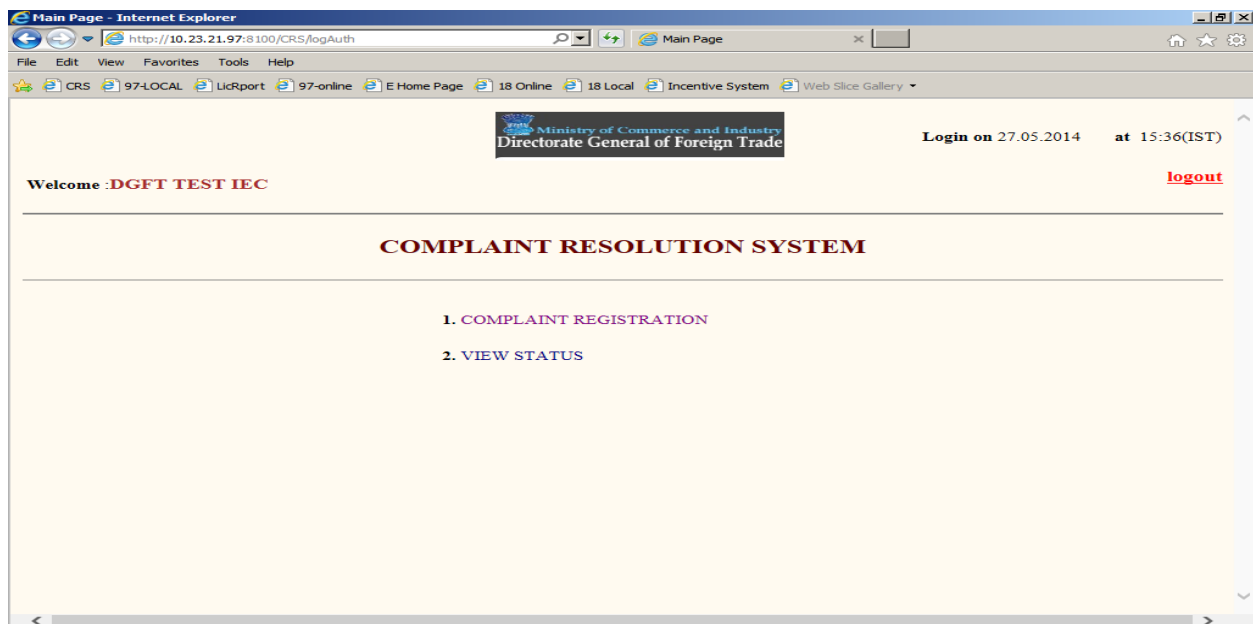 Main Page - Internet Explorer
http://10.23.21.97:8100/CRS/logAuth
Main Page
File Edit View Favorites Tools Help
CRS 97-LOCAL LicRport 97-online E Home Page 18 Online 18 Local Incentive System Web Slice Gallery
Ministry of Commerce and Industry
Directorate General of Foreign Trade
Login on 27.05.2014 at 15:36(IST)
Welcome :DGFT TEST IEC
logout
COMPLAINT RESOLUTION SYSTEM
1. COMPLAINT REGISTRATION
2. VIEW STATUS